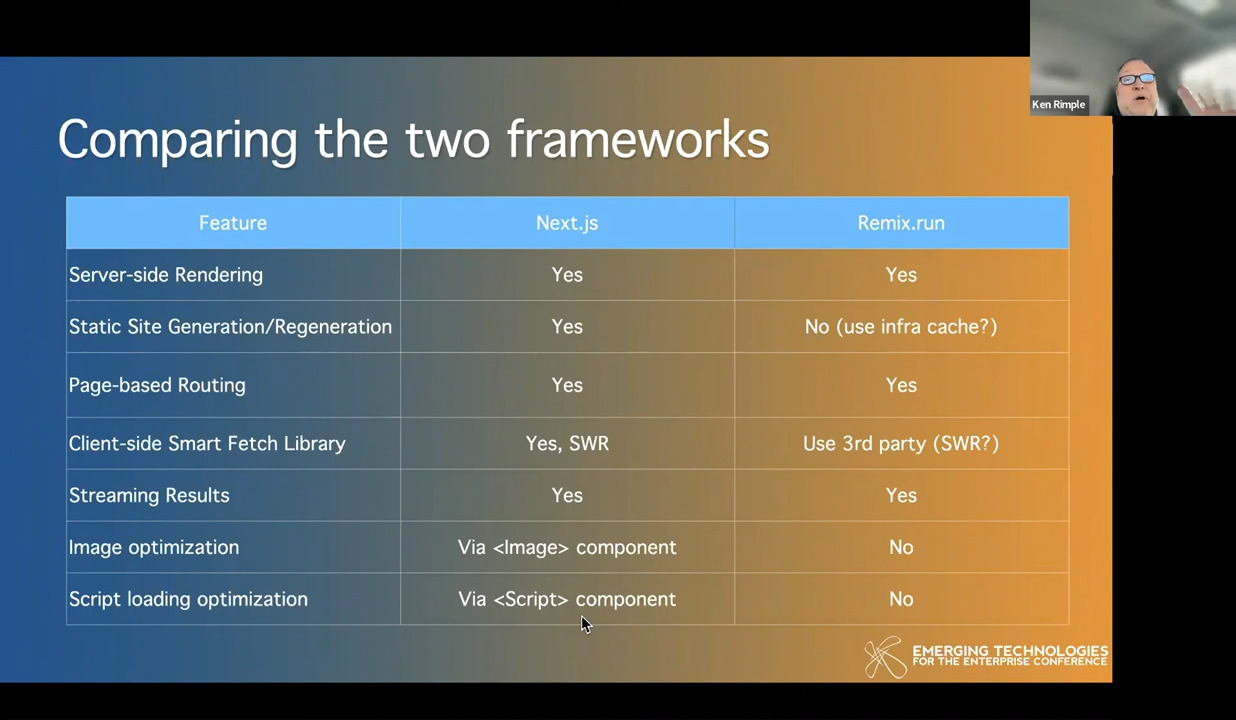 Ken Rimple
Comparing the two frameworks
Feature Next.js Remix.run
Server-side Rendering Yes Yes
Static Site Generation/Regeneration Yes No (use infra cache?)
Page-based Routing Yes Yes
Client-side Smart Fetch Library Yes, SWR Use 3rd party (SWR?)
Streaming Results Yes Yes
Image optimization Via <Image> component No
Script loading optimization Via <Script> component No
EMERGING TECHNOLOGIES
FOR THE ENTERPRISE CONFERENCE